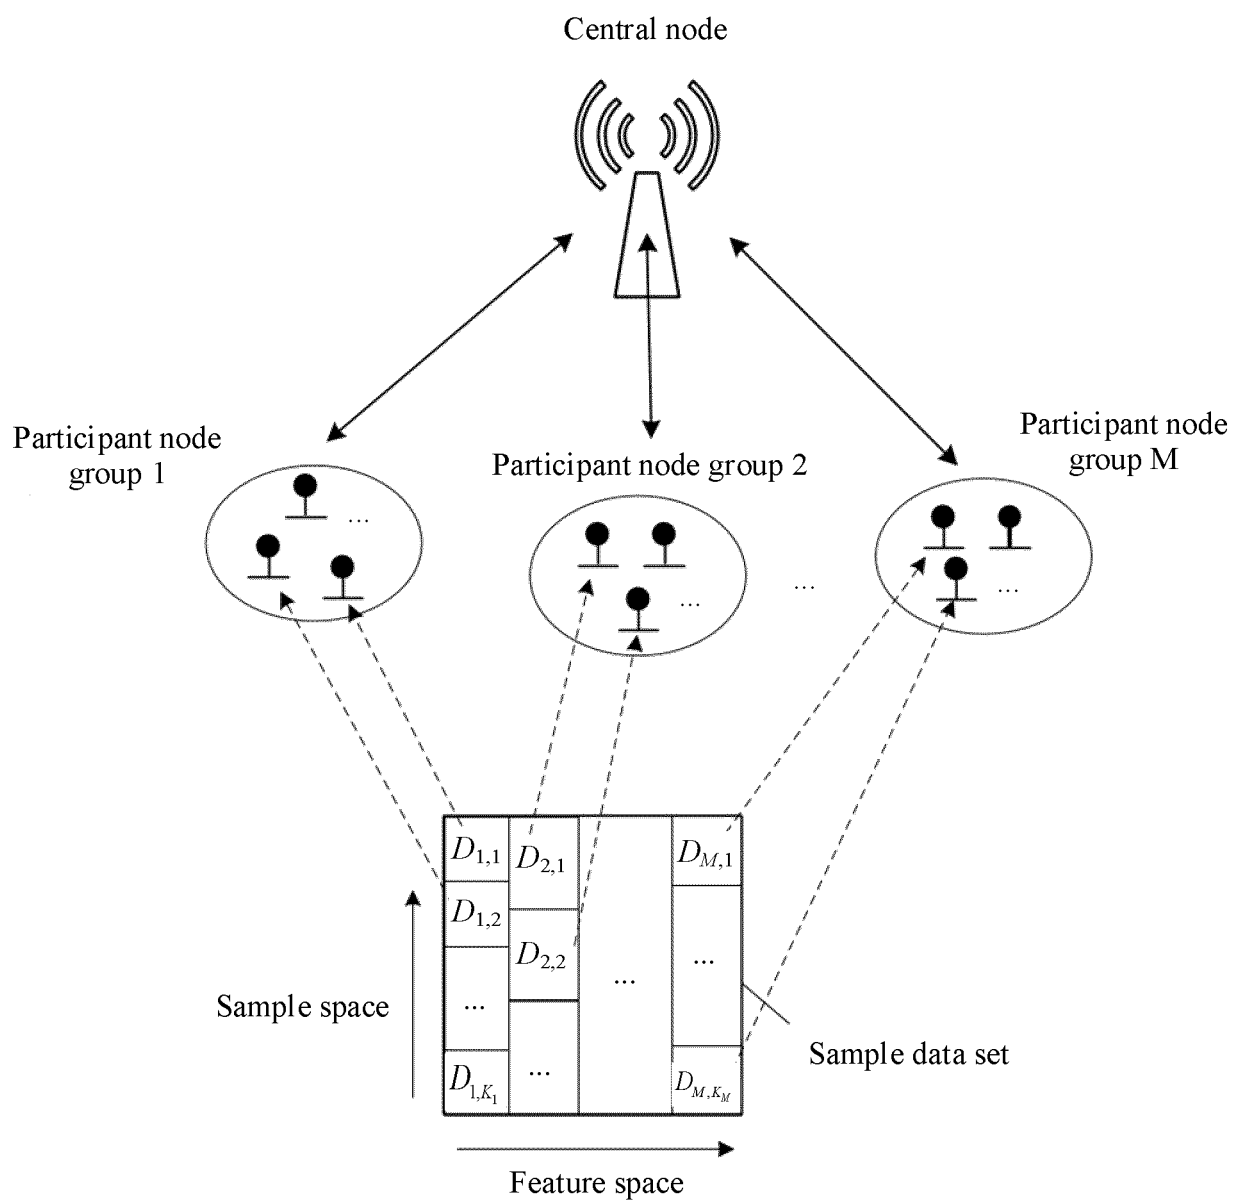 Central node
Participant node
group 1
Participant node group 2
Participant node
group M
...
...
...
...
D1,1
D2,1
DM,1
D1,2
D2,2
...
...
...
...
D1,K1
DM,KM
Sample space
Sample data set
Feature space